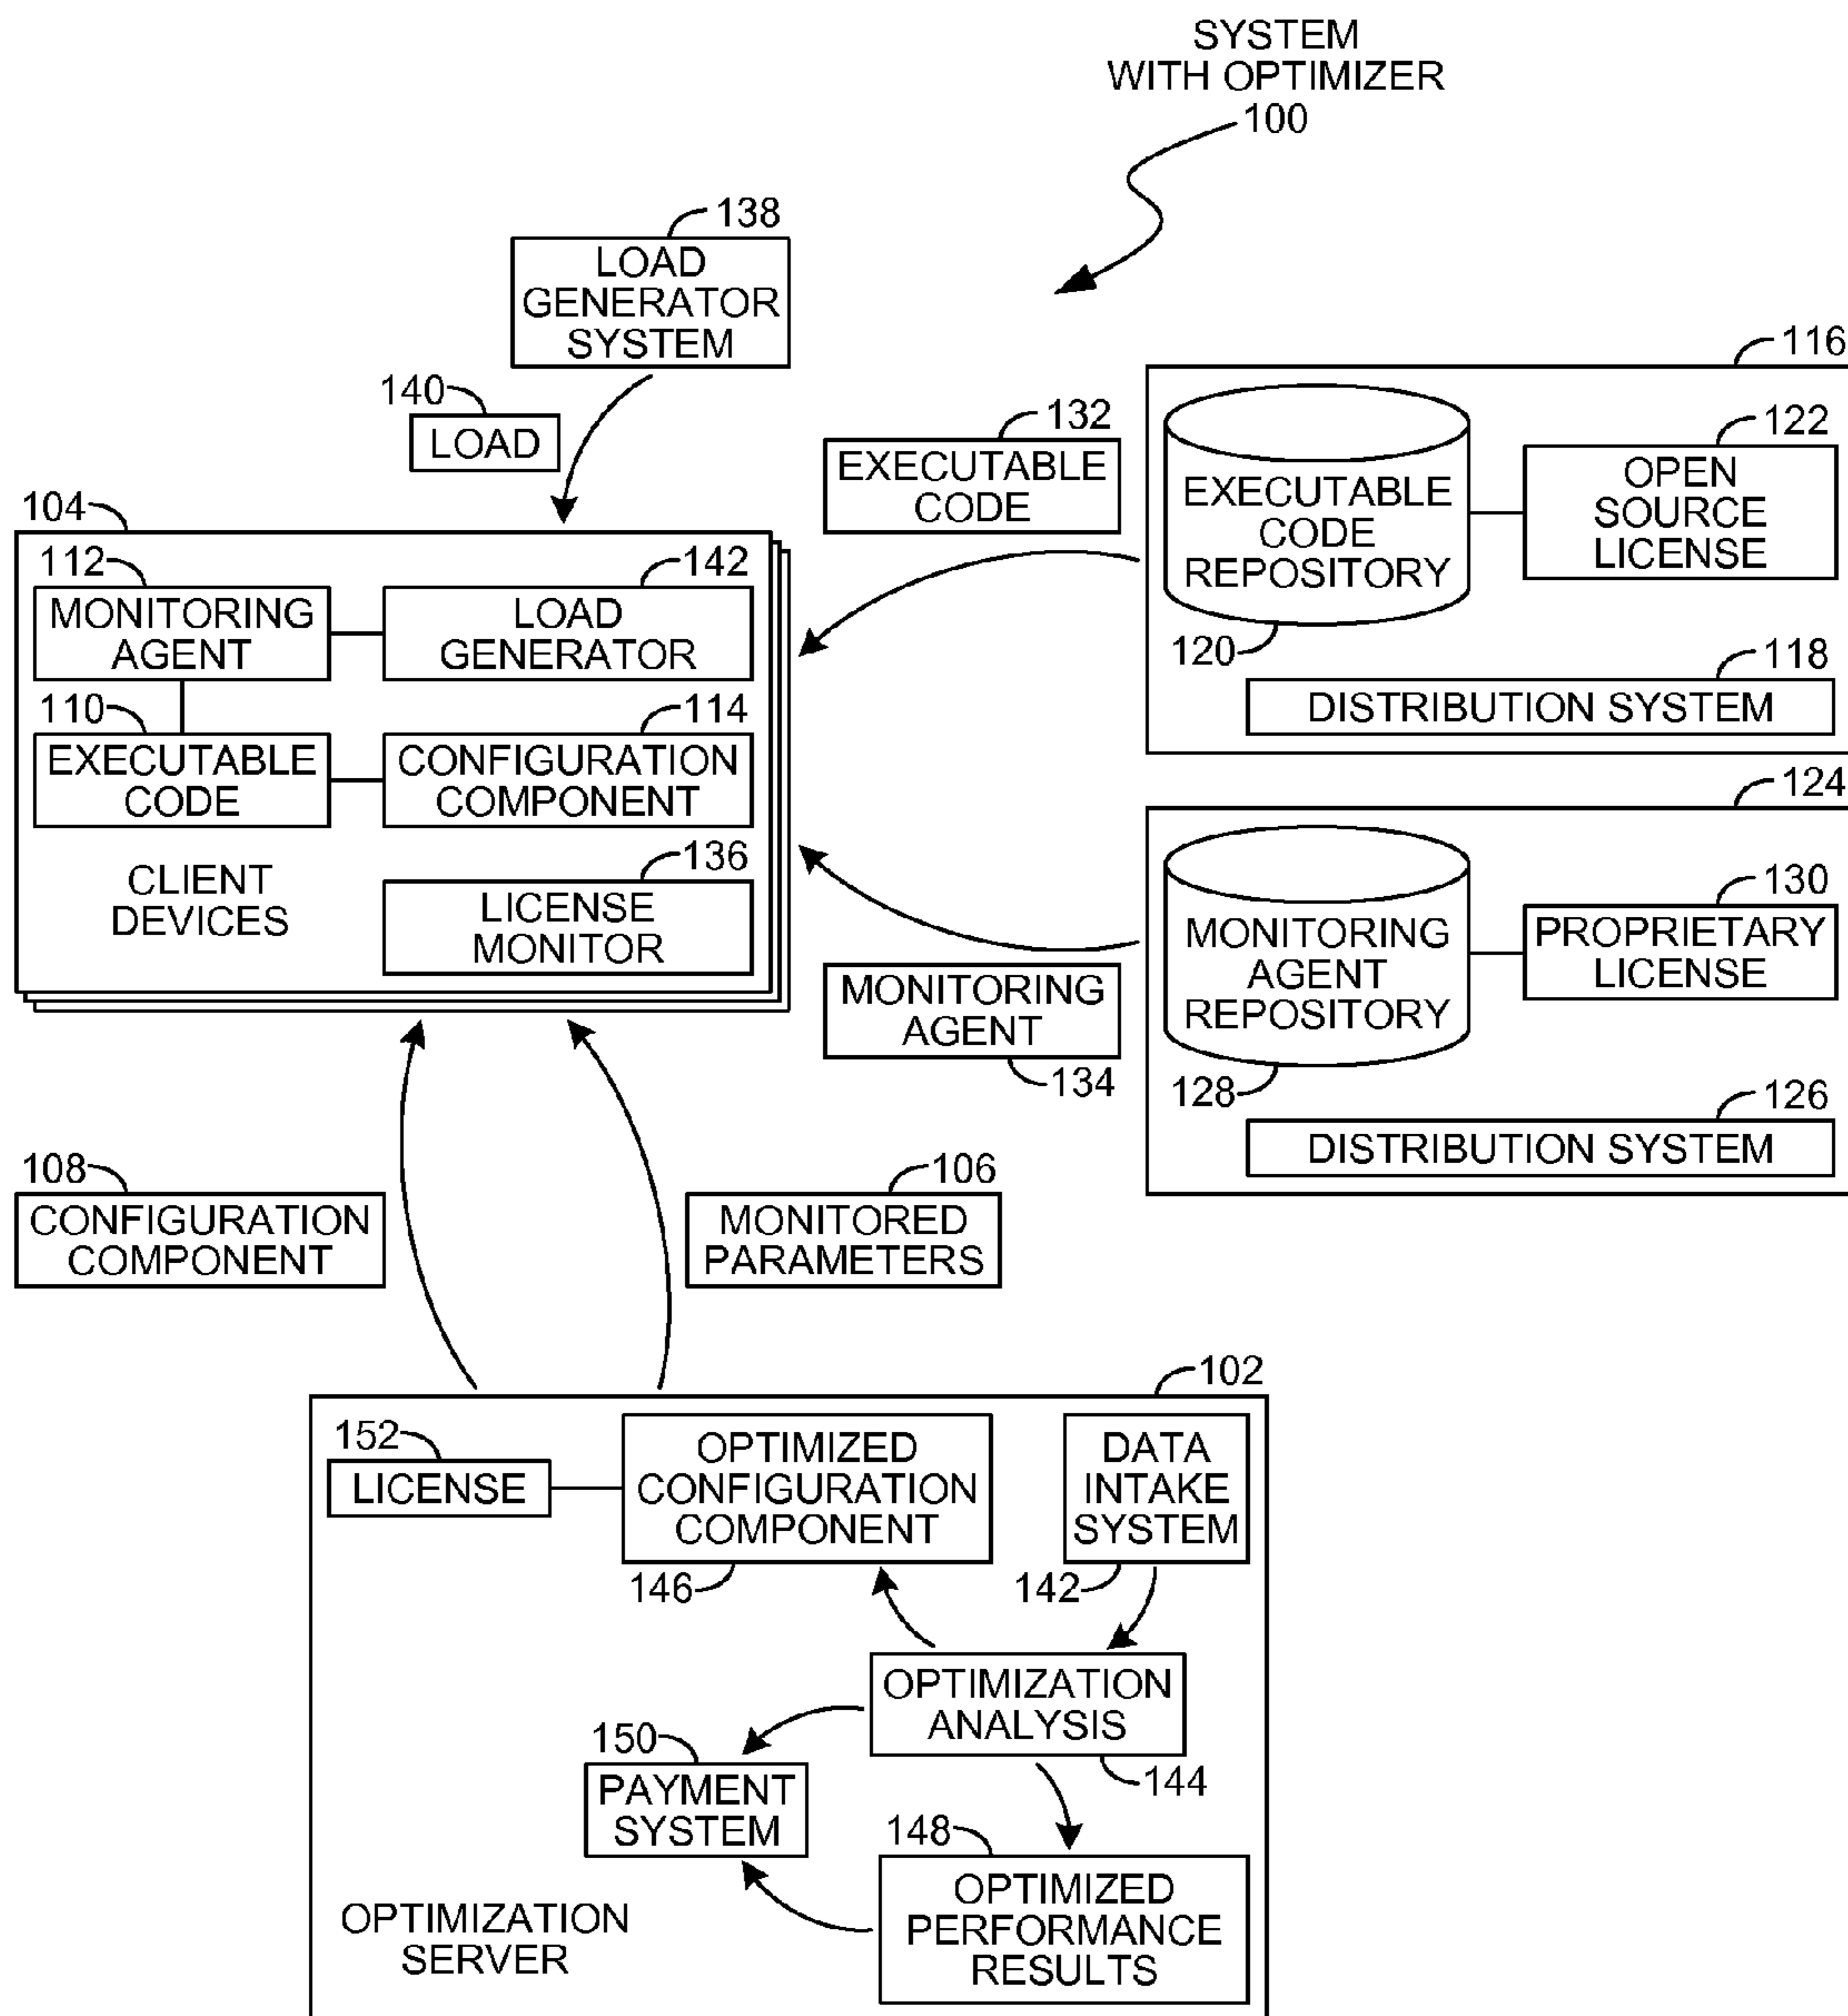 SYSTEM
WITH OPTIMIZER
100
138
LOAD
GENERATOR
SYSTEM
140
LOAD
132
EXECUTABLE
CODE
116
EXECUTABLE
CODE
REPOSITORY
120
122
OPEN
SOURCE
LICENSE
118
DISTRIBUTION SYSTEM
104
112
MONITORING
AGENT
142
LOAD
GENERATOR
110
EXECUTABLE
CODE
114
CONFIGURATION
COMPONENT
CLIENT
DEVICES
136
LICENSE
MONITOR
124
MONITORING
AGENT
REPOSITORY
128
130
PROPRIETARY
LICENSE
126
DISTRIBUTION SYSTEM
MONITORING
AGENT
134
108
CONFIGURATION
COMPONENT
106
MONITORED
PARAMETERS
102
152
LICENSE
OPTIMIZED
CONFIGURATION
COMPONENT
146
DATA
INTAKE
SYSTEM
142
OPTIMIZATION
ANALYSIS
144
150
PAYMENT
SYSTEM
148
OPTIMIZED
PERFORMANCE
RESULTS
OPTIMIZATION
SERVER